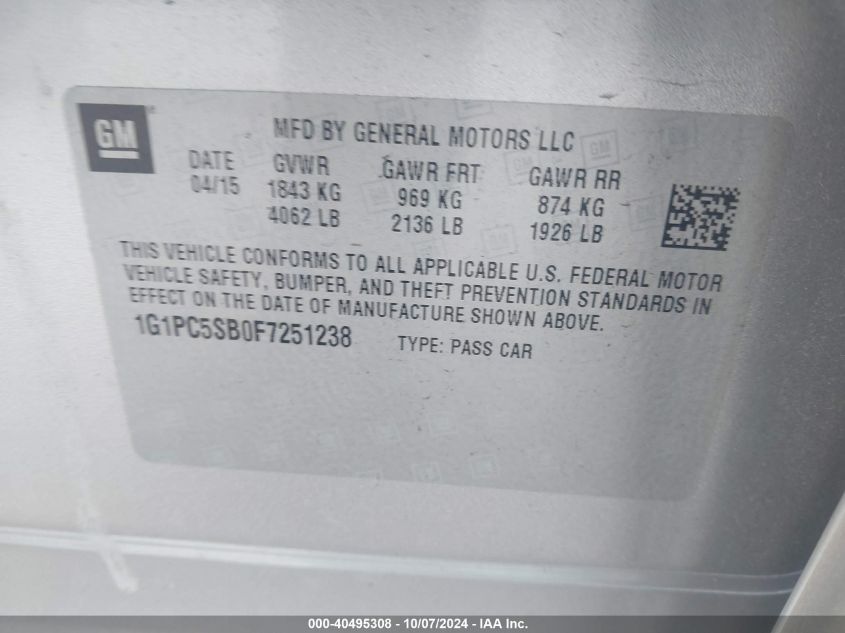 GM
MFD BY GENERAL MOTORS LLC
DATE GVWR GAWR FRT GAWR RR
04/15 1843 KG 969 KG 874 KG
4062 LB 2136 LB 1926 LB
THIS VEHICLE CONFORMS TO ALL APPLICABLE U.S. FEDERAL MOTOR
VEHICLE SAFETY, BUMPER, AND THEFT PREVENTION STANDARDS IN
EFFECT ON THE DATE OF MANUFACTURE SHOWN ABOVE.
1G1PC5SB0F7251238 TYPE: PASS CAR
000-40495308 - 10/07/2024 - IAA Inc.